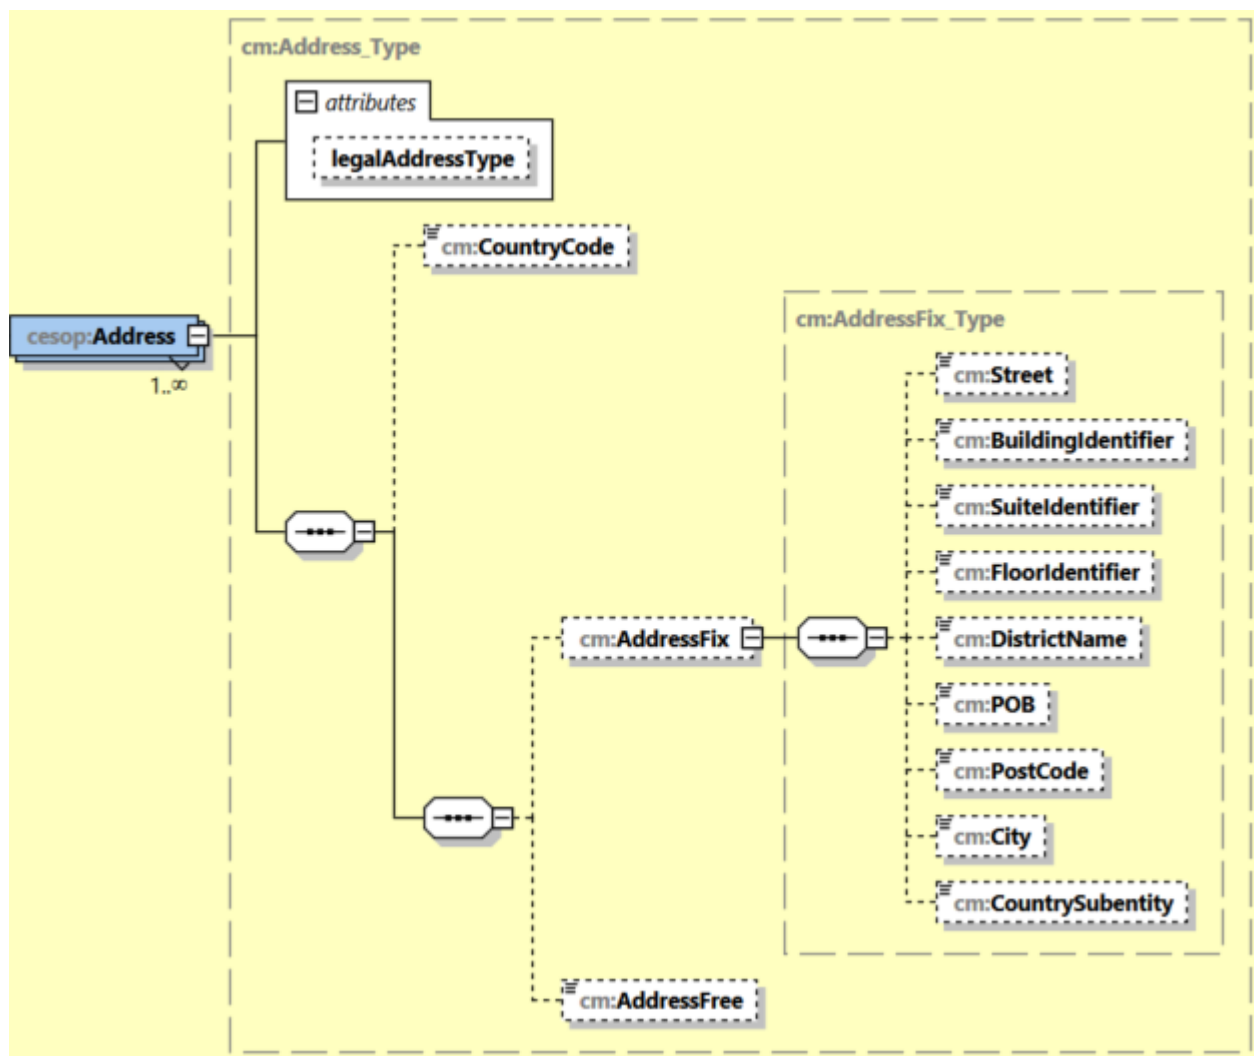 cm:Address_Type
attributes
legalAddressType
cm:CountryCode
cesop:Address
1..∞
cm:AddressFix_Type
cm:Street
cm:BuildingIdentifier
cm:SuiteIdentifier
cm:FloorIdentifier
cm:AddressFix
cm:DistrictName
cm:POB
cm:PostCode
cm:City
cm:CountrySubentity
cm:AddressFree